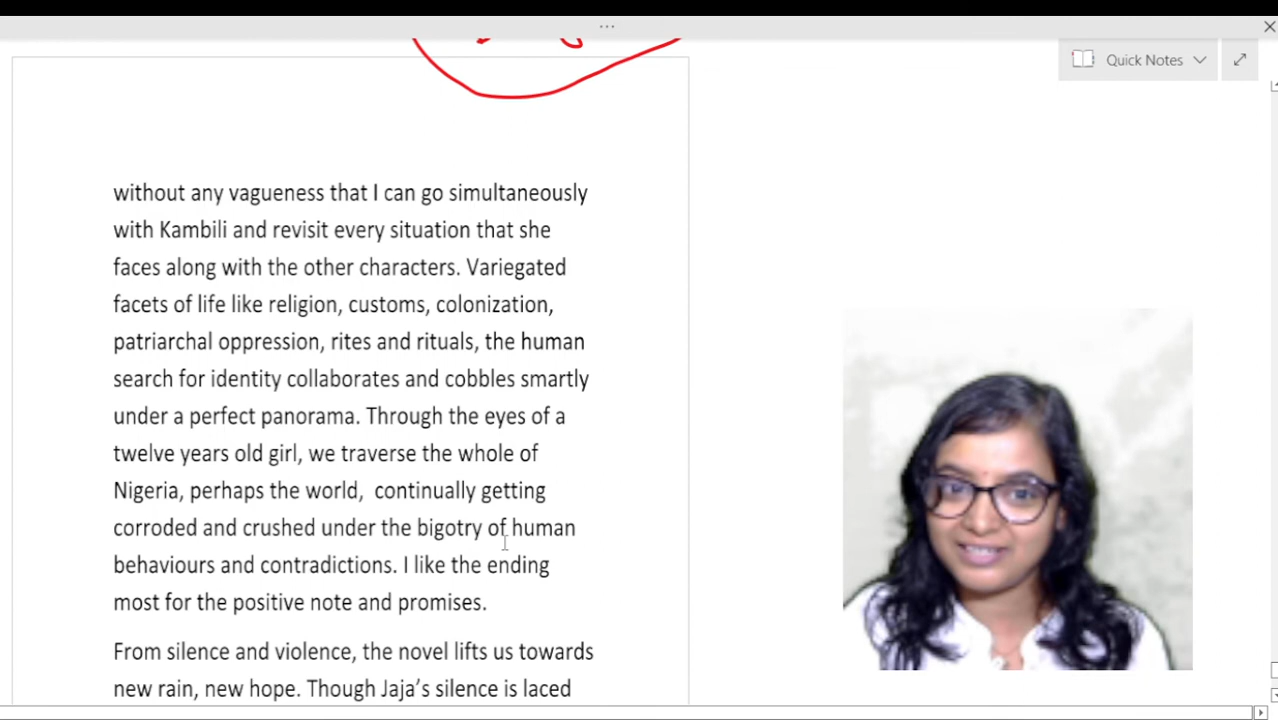 ...
Quick Notes
without any vagueness that I can go simultaneously
with Kambili and revisit every situation that she
faces along with the other characters. Variegated
facets of life like religion, customs, colonization,
patriarchal oppression, rites and rituals, the human
search for identity collaborates and cobbles smartly
under a perfect panorama. Through the eyes of a
twelve years old girl, we traverse the whole of
Nigeria, perhaps the world,  continually getting
corroded and crushed under the bigotry of human
behaviours and contradictions. I like the ending
most for the positive note and promises.
From silence and violence, the novel lifts us towards
new rain, new hope. Though Jaja’s silence is laced